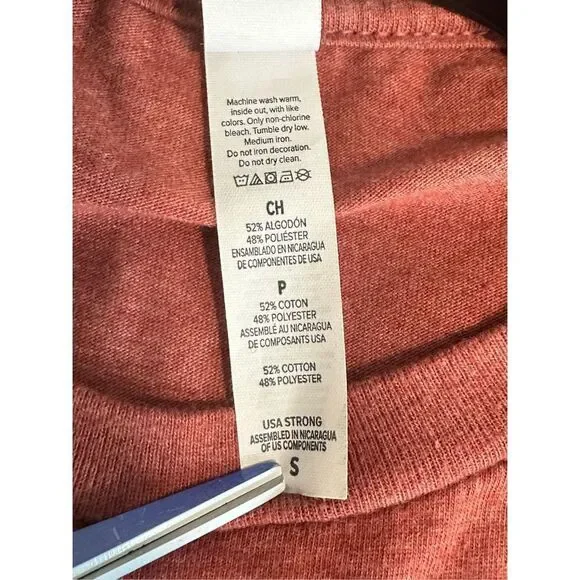 Machine wash warm,
inside out, with like
colors. Only non-chlorine
bleach. Tumble dry low.
Medium iron.
Do not iron decoration.
Do not dry clean.
CH
52% ALGODÓN
48% POLIÉSTER
ENSAMBLADO EN NICARAGUA
DE COMPONENTES DE USA
P
52% COTON
48% POLYESTER
ASSEMBLÉ AU NICARAGUA
DE COMPOSANTS USA
52% COTTON
48% POLYESTER
USA STRONG
ASSEMBLED IN NICARAGUA
OF US COMPONENTS
S